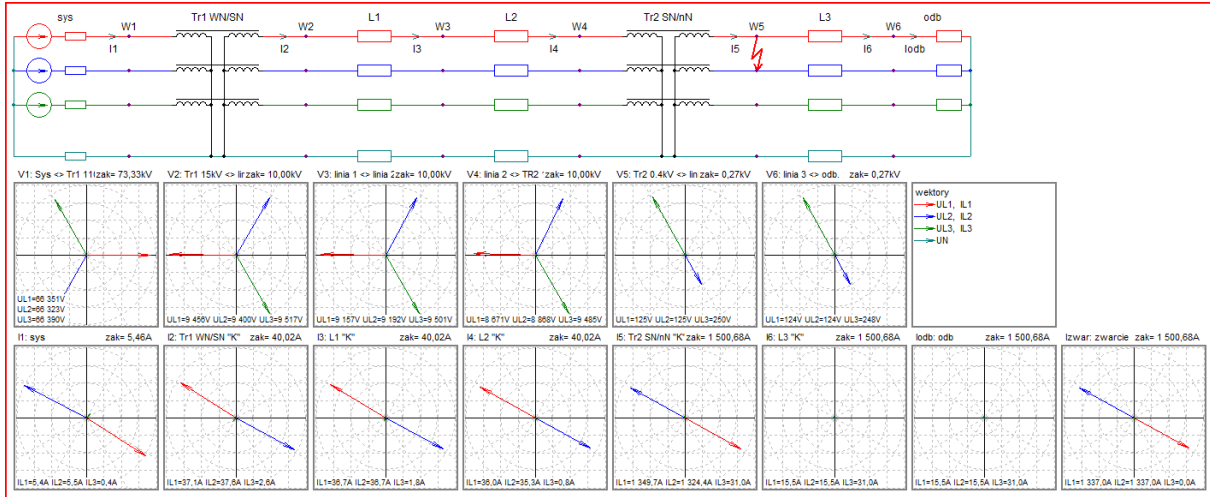 sys Tr1 WN/SN L1 L2 Tr2 SN/nN L3 odb
W1 W2 W3 W4 W5 W6
I1 I2 I3 I4 I5 I6 Iodb
V1: Sys <> Tr1 11 zak= 73,33kV
V2: Tr1 15kV <> lir zak= 10,00kV
V3: linia 1 <> linia 2 zak= 10,00kV
V4: linia 2 <> TR2 zak= 10,00kV
V5: Tr2 0.4kV <> lin zak= 0,27kV
V6: linia 3 <> odb. zak= 0,27kV
wektory
UL1, IL1
UL2, IL2
UL3, IL3
UN
UL1=66 351V
UL2=66 323V
UL3=66 390V
UL1=9 456V UL2=9 400V UL3=9 517V
UL1=9 157V UL2=9 192V UL3=9 501V
UL1=8 671V UL2=8 868V UL3=9 485V
UL1=125V UL2=125V UL3=250V
UL1=124V UL2=124V UL3=248V
I1: sys zak= 5,46A
I2: Tr1 WN/SN "K" zak= 40,02A
I3: L1 "K" zak= 40,02A
I4: L2 "K" zak= 40,02A
I5: Tr2 SN/nN "K" zak= 1 500,68A
I6: L3 "K" zak= 1 500,68A
Iodb: odb zak= 1 500,68A
Izwar: zwarcie zak= 1 500,68A
IL1=5,4A IL2=5,5A IL3=0,4A
IL1=37,1A IL2=37,6A IL3=2,6A
IL1=36,7A IL2=36,7A IL3=1,8A
IL1=36,0A IL2=35,3A IL3=0,8A
IL1=1 349,7A IL2=1 324,4A IL3=31,0A
IL1=15,5A IL2=15,5A IL3=31,0A
IL1=15,5A IL2=15,5A IL3=31,0A
IL1=1 337,0A IL2=1 337,0A IL3=0,0A